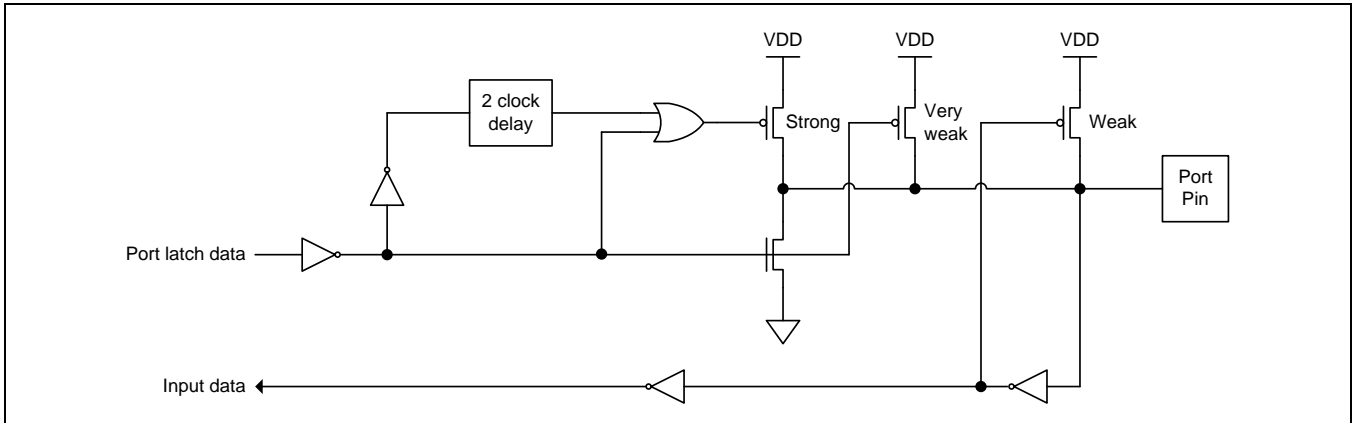 VDD
VDD
VDD
2 clock
delay
Strong
Very
weak
Weak
Port
Pin
Port latch data
Input data